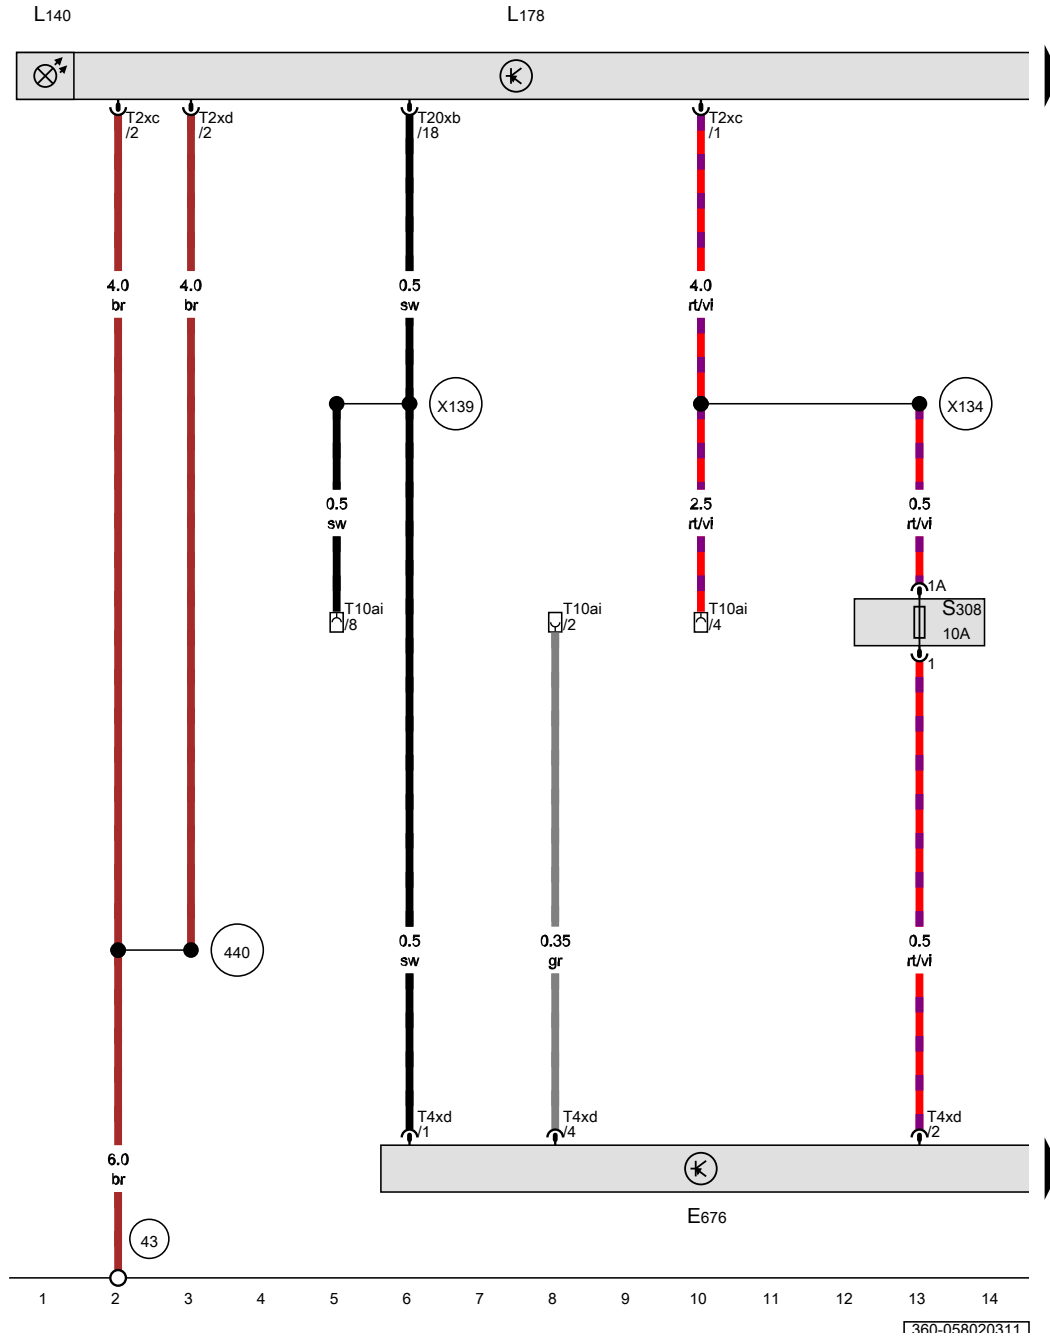 L140
L178
T2xc
/2
T2xd
/2
T20xb
/18
T2xc
/1
4.0
br
4.0
br
0.5
sw
4.0
rt/vi
X139
X134
0.5
sw
2.5
rt/vi
0.5
rt/vi
1A
T10ai
/8
T10ai
/2
T10ai
/4
S308
10A
1
440
0.5
sw
0.35
gr
0.5
rt/vi
T4xd
/1
T4xd
/4
T4xd
/2
6.0
br
E676
43
1 2 3 4 5 6 7 8 9 10 11 12 13 14
360-058020311